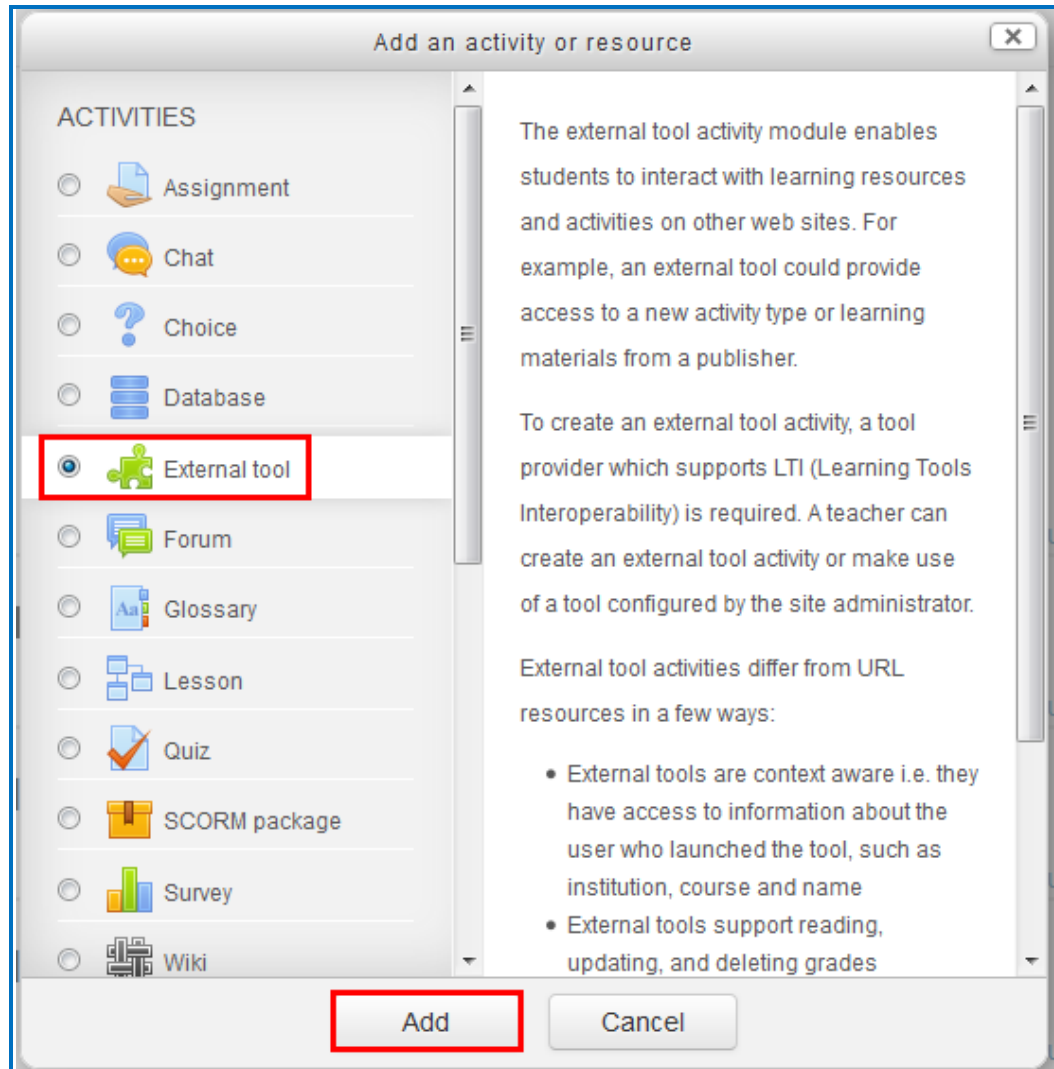 Add an activity or resource
ACTIVITIES
Assignment
Chat
Choice
Database
External tool
Forum
Aa
Glossary
Lesson
Quiz
SCORM package
Survey
Wiki
The external tool activity module enables
students to interact with learning resources
and activities on other web sites. For
example, an external tool could provide
access to a new activity type or learning
materials from a publisher.
To create an external tool activity, a tool
provider which supports LTI (Learning Tools
Interoperability) is required. A teacher can
create an external tool activity or make use
of a tool configured by the site administrator.
External tool activities differ from URL
resources in a few ways:
• External tools are context aware i.e. they
have access to information about the
user who launched the tool, such as
institution, course and name
• External tools support reading,
updating, and deleting grades
Add
Cancel